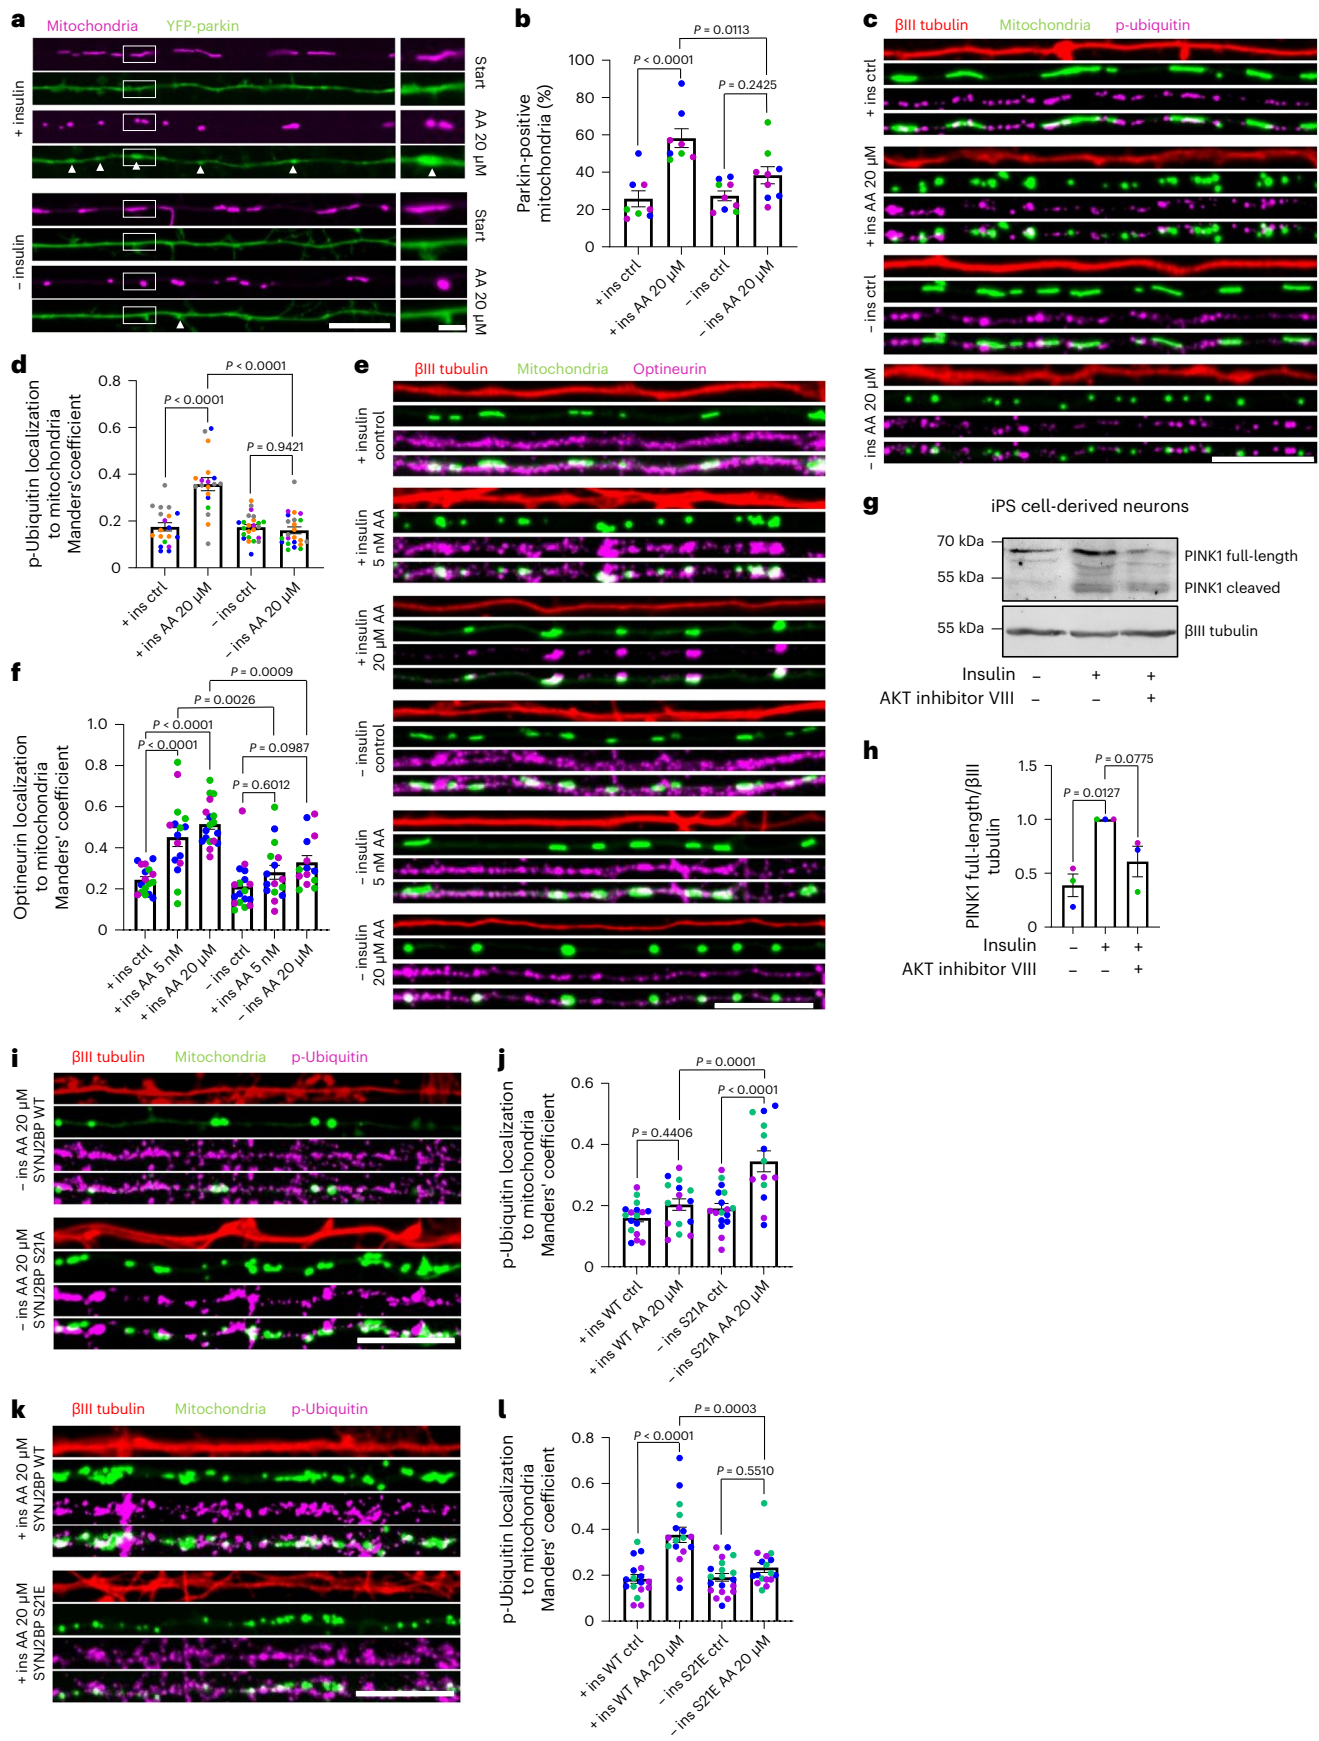 a
Mitochondria YFP-parkin
+ insulin
Start
AA 20 µM
– insulin
Start
AA 20 µM
b
Parkin-positive
mitochondria (%)
100
80
60
40
20
0
P = 0.0113
P < 0.0001
P = 0.2425
+ ins ctrl
+ ins AA 20 µM
– ins ctrl
– ins AA 20 µM
c
βIII tubulin Mitochondria p-ubiquitin
+ ins ctrl
+ ins AA 20 µM
– ins ctrl
– ins AA 20 µM
d
p-Ubiquitin localization
to mitochondria
Manders'coefficient
0.8
0.6
0.4
0.2
0
P < 0.0001
P < 0.0001
P = 0.9421
+ ins ctrl
+ ins AA 20 µM
– ins ctrl
– ins AA 20 µM
e
βIII tubulin Mitochondria Optineurin
+ insulin
control
+ insulin
5 nM AA
+ insulin
20 µM AA
– insulin
control
– insulin
5 nM AA
– insulin
20 µM AA
f
Optineurin localization
to mitochondria
Manders' coefficient
1.0
0.8
0.6
0.4
0.2
0
P = 0.0009
P = 0.0026
P < 0.0001
P < 0.0001
P = 0.0987
P = 0.6012
+ ins ctrl
+ ins AA 5 nM
+ ins AA 20 µM
– ins ctrl
+ ins AA 5 nM
– ins AA 20 µM
g
iPS cell-derived neurons
70 kDa
55 kDa
55 kDa
PINK1 full-length
PINK1 cleaved
βIII tubulin
Insulin – + +
AKT inhibitor VIII – – +
h
PINK1 full-length/βIII
tubulin
1.5
1.0
0.5
0
P = 0.0775
P = 0.0127
Insulin – + +
AKT inhibitor VIII – – +
i
βIII tubulin Mitochondria p-Ubiquitin
– ins AA 20 µM
SYNJ2BP WT
– ins AA 20 µM
SYNJ2BP S21A
j
p-Ubiquitin localization
to mitochondria
Manders' coefficient
0.6
0.4
0.2
0
P = 0.0001
P < 0.0001
P = 0.4406
+ ins WT ctrl
+ ins WT AA 20 µM
– ins S21A ctrl
– ins S21A AA 20 µM
k
βIII tubulin Mitochondria p-Ubiquitin
+ ins AA 20 µM
SYNJ2BP WT
+ ins AA 20 µM
SYNJ2BP S21E
l
p-Ubiquitin localization
to mitochondria
Manders' coefficient
0.8
0.6
0.4
0.2
0
P = 0.0003
P < 0.0001
P = 0.5510
+ ins WT ctrl
+ ins WT AA 20 µM
– ins S21E ctrl
– ins S21E AA 20 µM